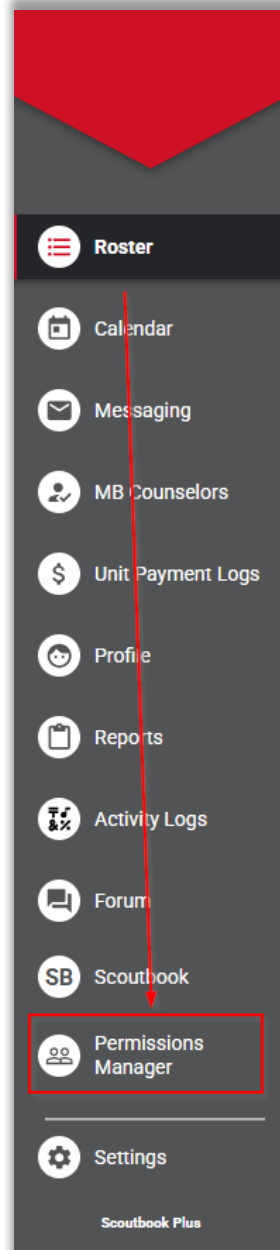 Roster
Calendar
Messaging
MB Counselors
$ Unit Payment Logs
Profile
Reports
Activity Logs
Forum
SB Scoutbook
Permissions
Manager
Settings
Scoutbook Plus